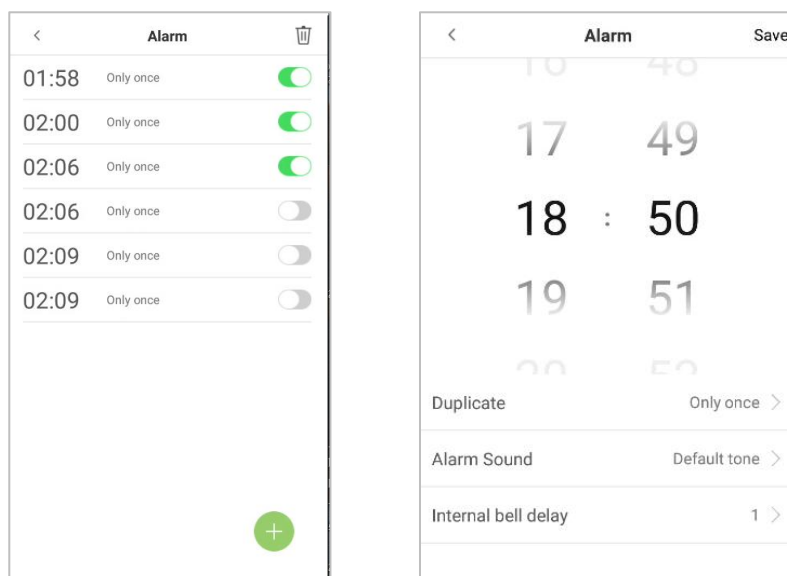 Alarm
01:58 Only once
02:00 Only once
02:06 Only once
02:06 Only once
02:09 Only once
02:09 Only once
Alarm Save
17 49
18 : 50
19 51
Duplicate Only once
Alarm Sound Default tone
Internal bell delay 1